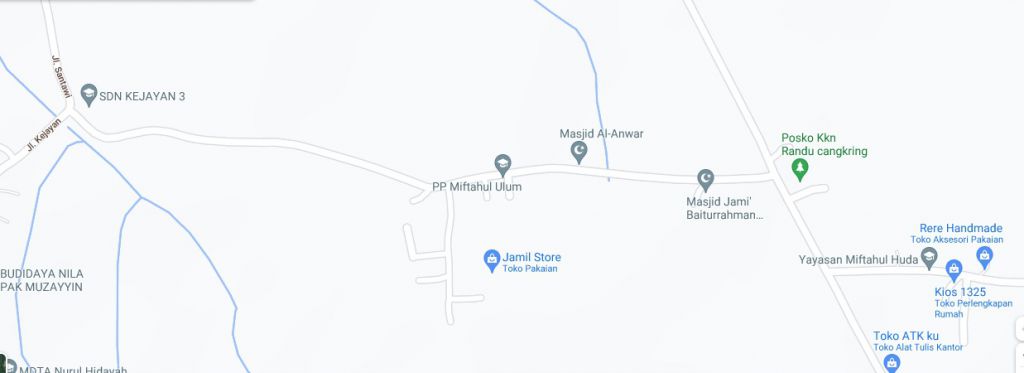 Jl. Santawi
SDN KEJAYAN 3
Jl. Kejayan
Masjid Al-Anwar
Posko Kkn
Randu cangkring
PP Miftahul Ulum
Masjid Jami'
Baiturrahman...
Rere Handmade
Toko Aksesori Pakaian
Jamil Store
Toko Pakaian
Yayasan Miftahul Huda
BUDIDAYA NILA
PAK MUZAYYIN
Kios 1325
Toko Perlengkapan
Rumah
Toko ATK ku
Toko Alat Tulis Kantor
MDTA Nurul Hidayah